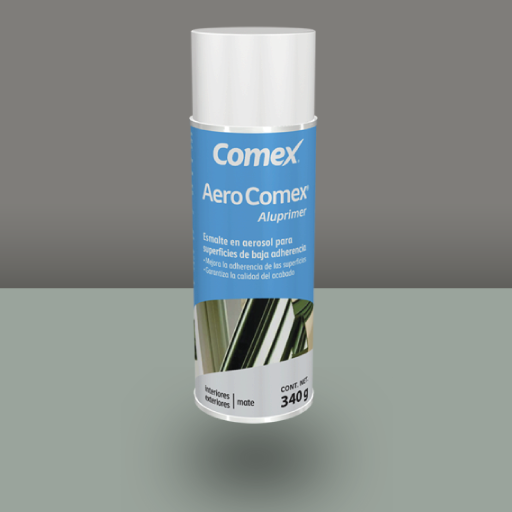 Comex
AeroComex®
Aluprimer
Esmalte en aerosol para
superficies de baja adherencia
• Mejora la adherencia de las superficies
• Garantiza la calidad del acabado
interiores
exteriores | mate
CONT. NET.
340 g